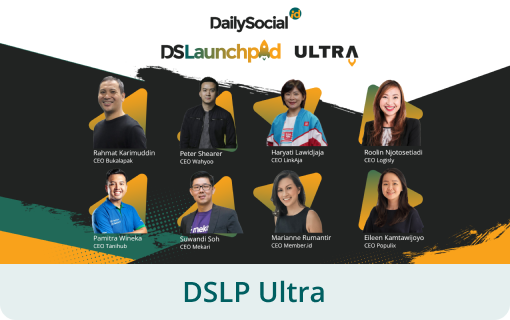 DailySocial id
DSLaunchpad ULTRA
Rahmat Karimuddin
CEO Bukalapak
Peter Shearer
CEO Wahyoo
Haryati Lawidjaja
CEO LinkAja
Roolin Njotosetiadi
CEO Logisly
Pamitra Wineka
CEO Tanihub
Suwandi Soh
CEO Mekari
Marianne Rumantir
CEO Member.id
Eileen Kamtawijoyo
CEO Populix
DSLP Ultra